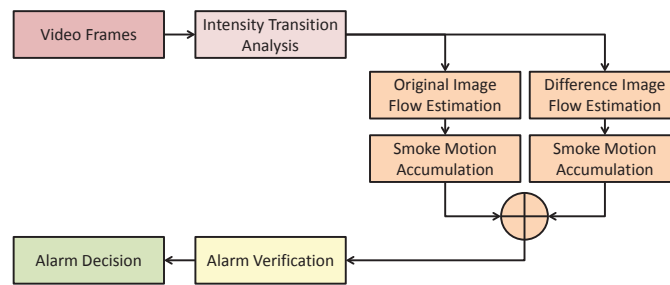 Video Frames
Intensity Transition
Analysis
Original Image
Flow Estimation
Difference Image
Flow Estimation
Smoke Motion
Accumulation
Smoke Motion
Accumulation
Alarm Decision
Alarm Verification